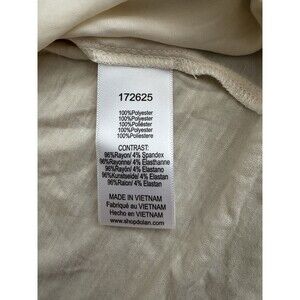 172625
100%Polyester
100%Polyester
100%Poliéster
100%Polyester
100%Poliestere
CONTRAST:
96%Rayon/ 4% Spandex
96%Rayonne/ 4% Elasthanne
96%Rayón/ 4% Elastano
96%Kunstseide/ 4% Elastan
96%Raion/ 4% Elastan
MADE IN VIETNAM
Fabriqué au VIETNAM
Hecho en VIETNAM
www.shopdolan.com